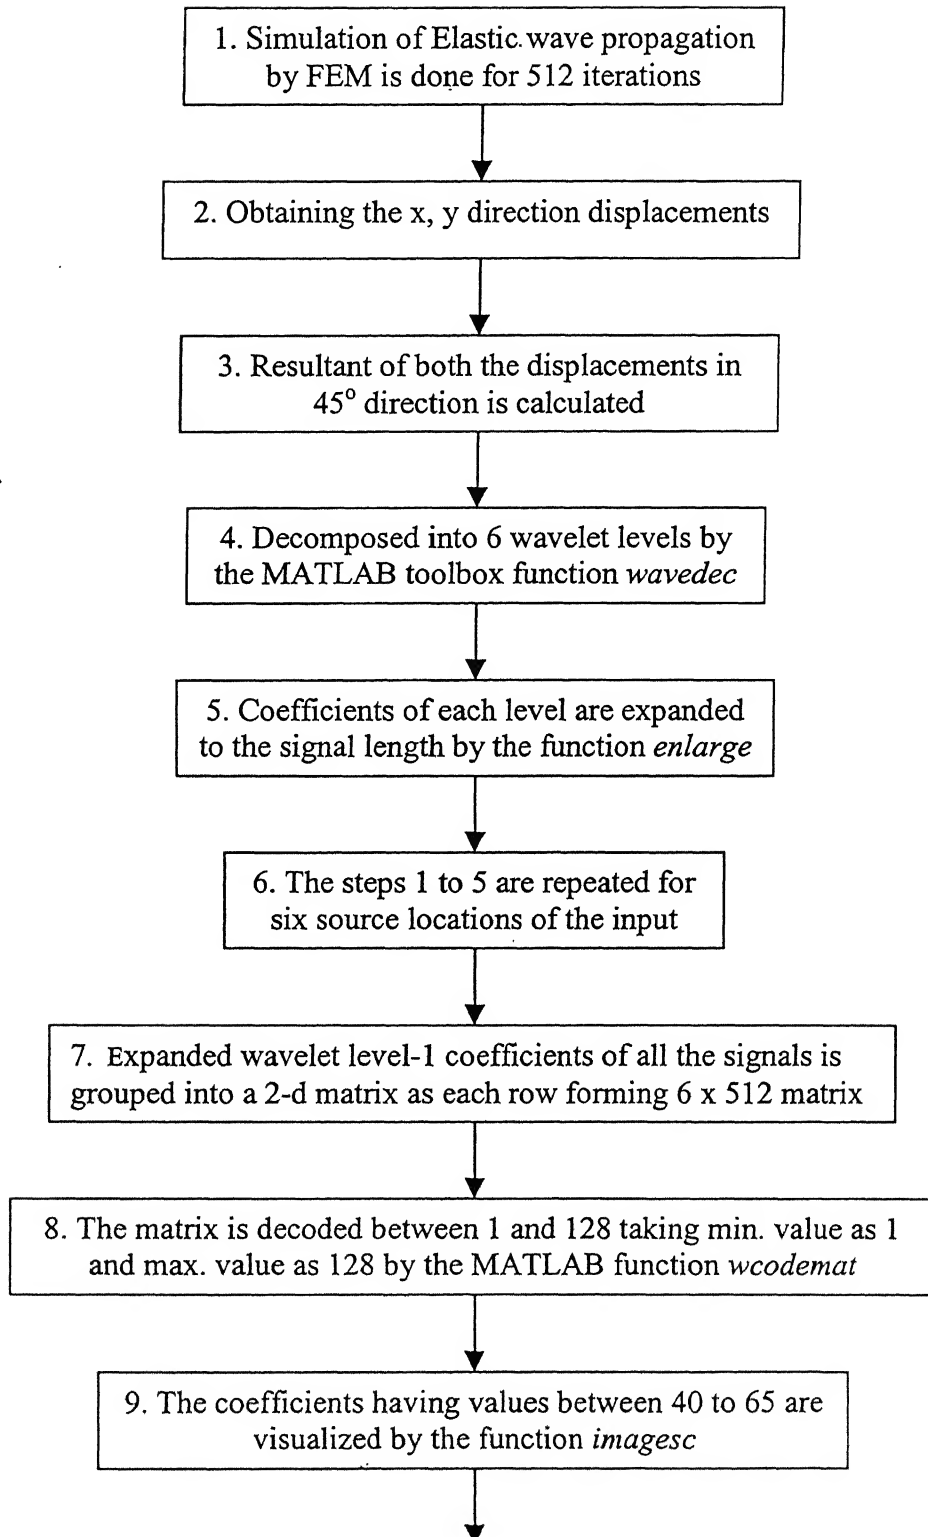 1. Simulation of Elastic wave propagation
by FEM is done for 512 iterations
2. Obtaining the x, y direction displacements
3. Resultant of both the displacements in
45° direction is calculated
4. Decomposed into 6 wavelet levels by
the MATLAB toolbox function wavedec
5. Coefficients of each level are expanded
to the signal length by the function enlarge
6. The steps 1 to 5 are repeated for
six source locations of the input
7. Expanded wavelet level-1 coefficients of all the signals is
grouped into a 2-d matrix as each row forming 6 x 512 matrix
8. The matrix is decoded between 1 and 128 taking min. value as 1
and max. value as 128 by the MATLAB function wcodemat
9. The coefficients having values between 40 to 65 are
visualized by the function imagesc